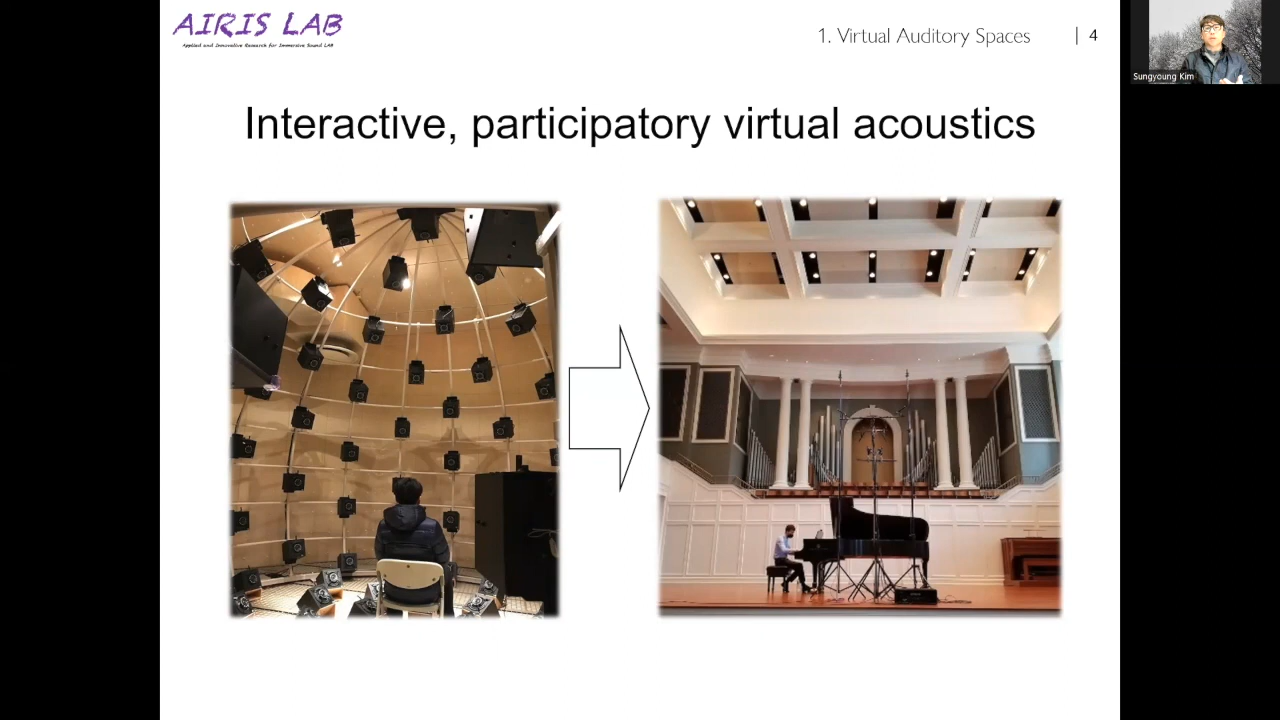 AIRIS LAB
Applied and Innovative Research for Immersive Sound LAB
1. Virtual Auditory Spaces | 4
Sungyoung Kim
Interactive, participatory virtual acoustics